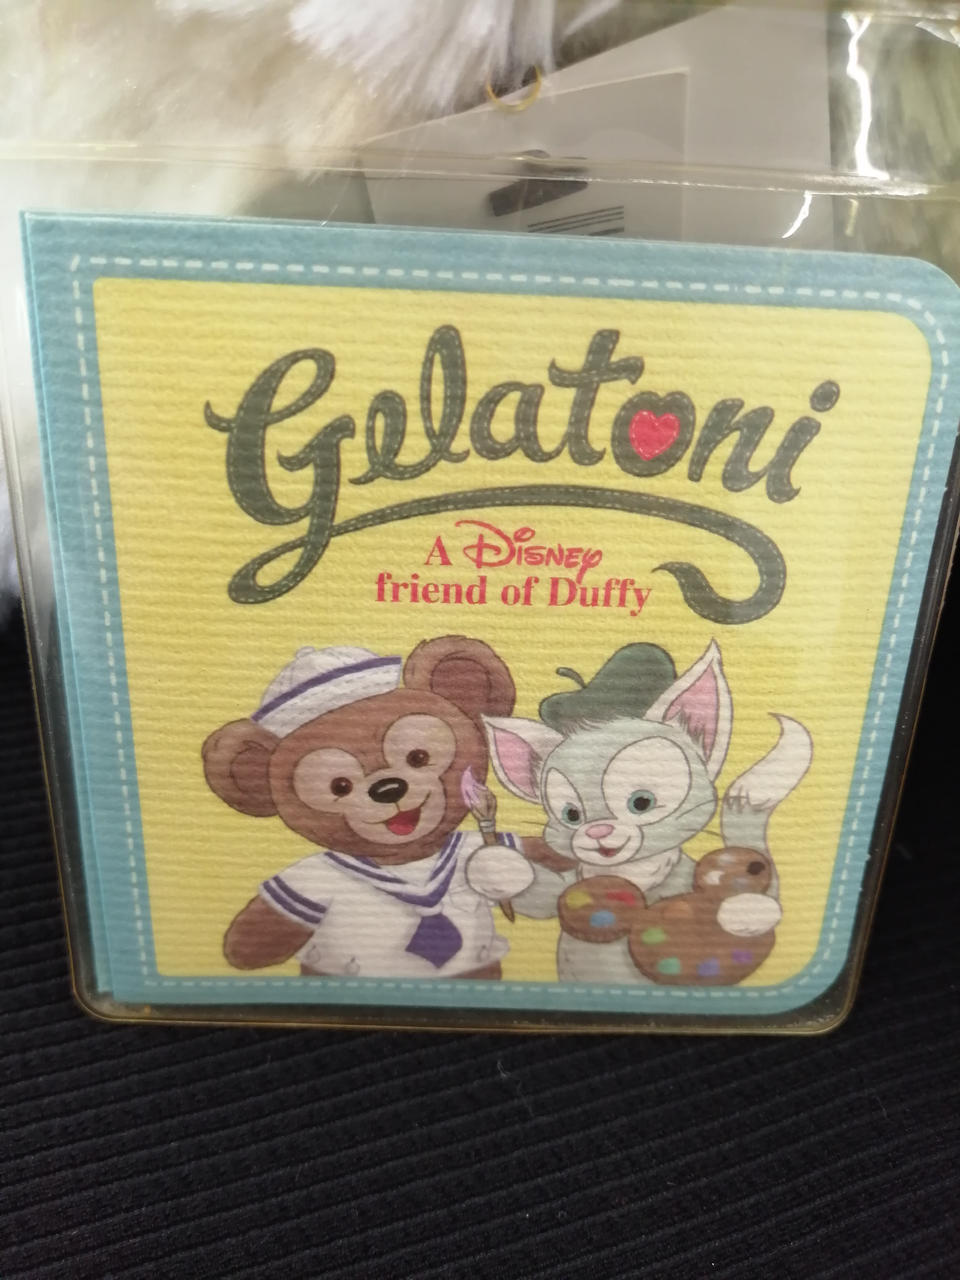 Gelatoni
A Disney
friend of Duffy